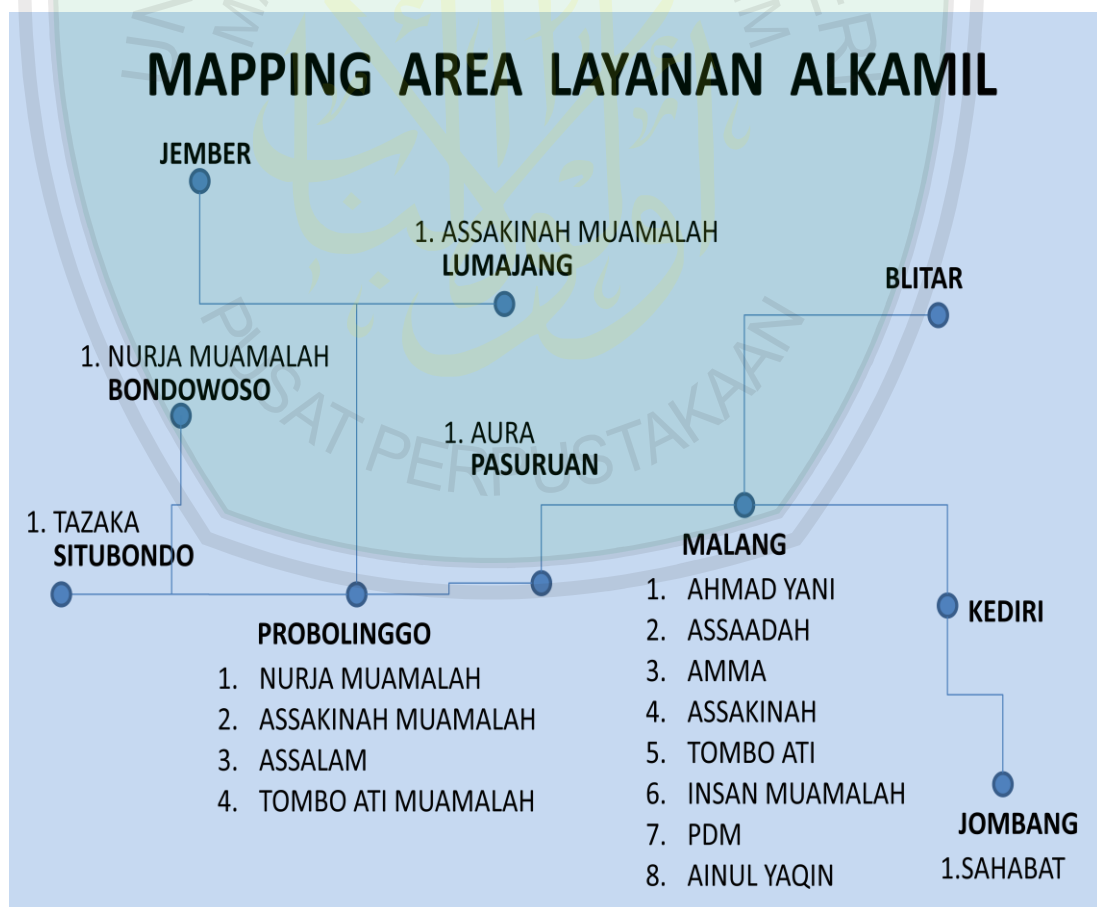 MAPPING AREA LAYANAN ALKAMIL
JEMBER
1. ASSAKINAH MUAMALAH
LUMAJANG
BLITAR
1. NURJA MUAMALAH
BONDOWOSO
1. AURA
PASURUAN
1. TAZAKA
SITUBONDO
MALANG
1. AHMAD YANI
2. ASSAADAH
3. AMMA
4. ASSAKINAH
5. TOMBO ATI
6. INSAN MUAMALAH
7. PDM
8. AINUL YAQIN
KEDIRI
PROBOLINGGO
1. NURJA MUAMALAH
2. ASSAKINAH MUAMALAH
3. ASSALAM
4. TOMBO ATI MUAMALAH
JOMBANG
1.SAHABAT
PUSAT PERPUSTAKAAN